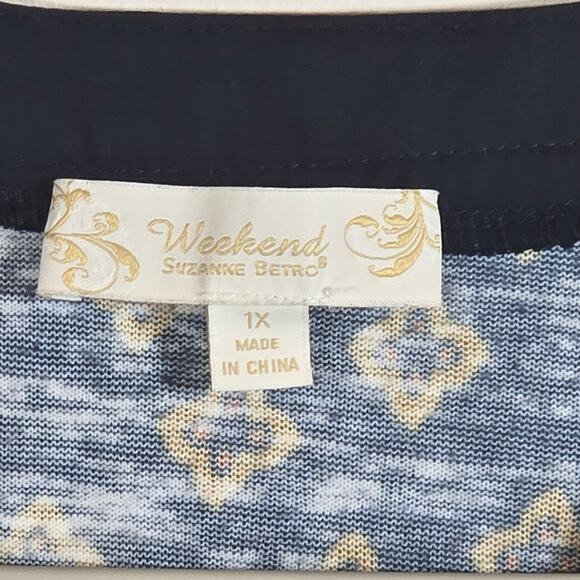 Weekend
SUZANNE BETRO®
1X
MADE
IN CHINA